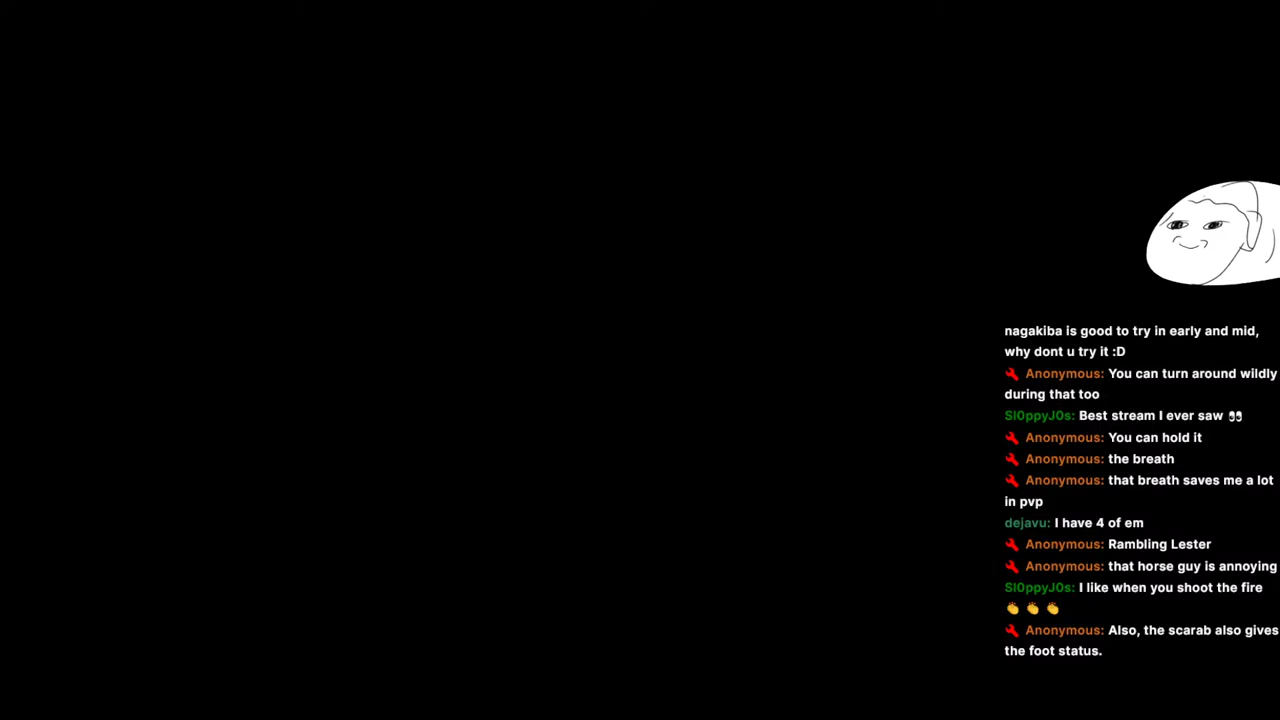 nagakiba is good to try in early and mid,
why dont u try it :D
Anonymous: You can turn around wildly
during that too
Sl0ppyJ0s: Best stream I ever saw 👀
Anonymous: You can hold it
Anonymous: the breath
Anonymous: that breath saves me a lot
in pvp
dejavu: I have 4 of em
Anonymous: Rambling Lester
Anonymous: that horse guy is annoying
Sl0ppyJ0s: I like when you shoot the fire
👏 👏 👏
Anonymous: Also, the scarab also gives
the foot status.